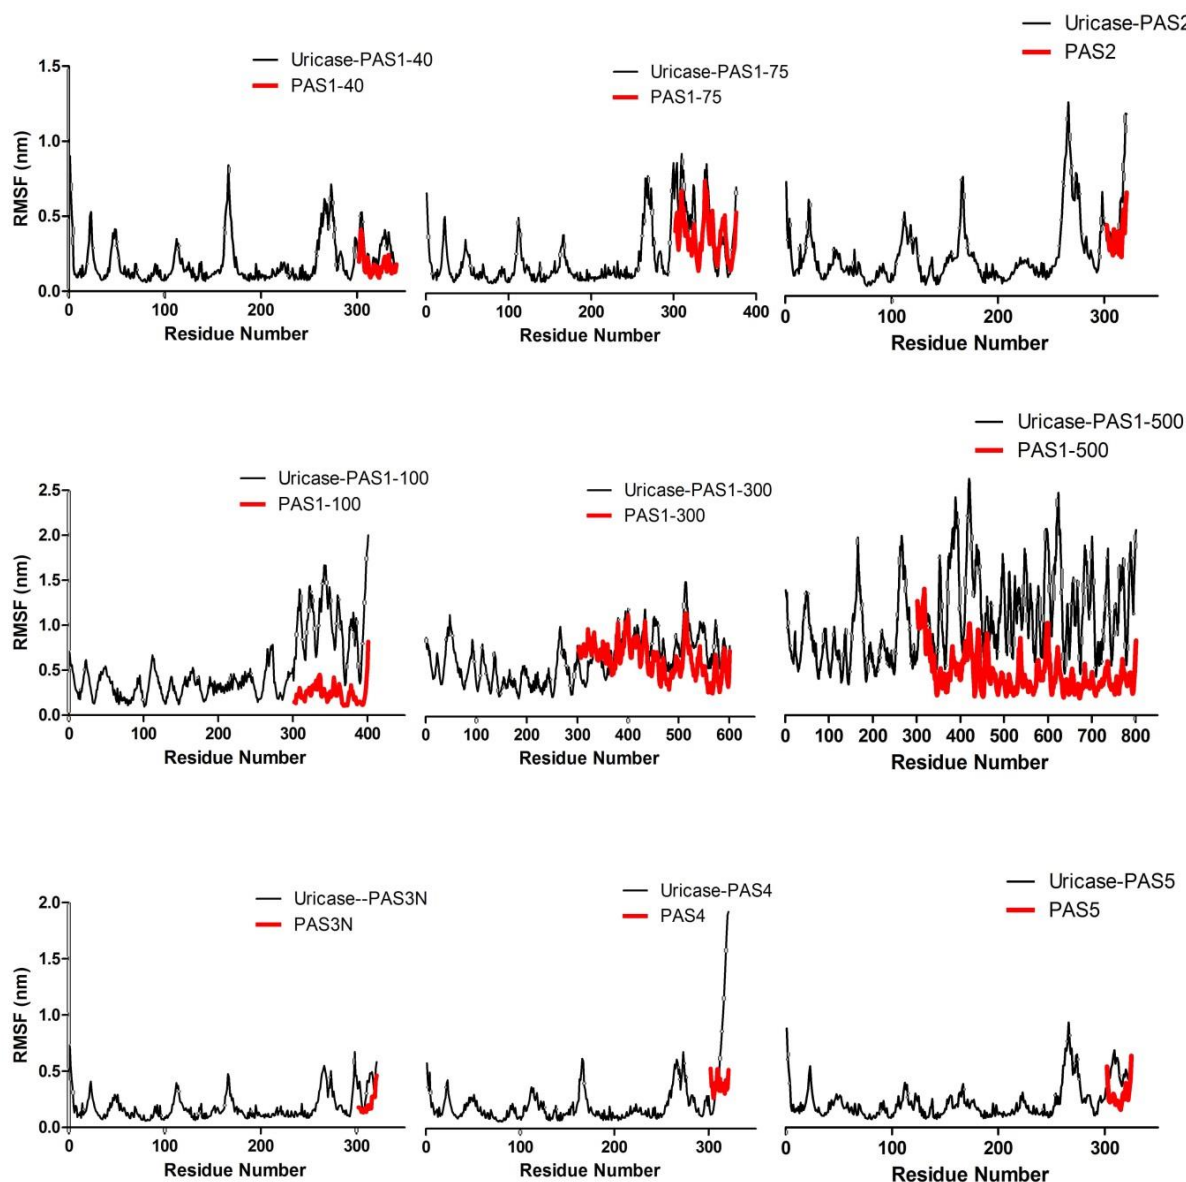 Uricase-PAS1-40
PAS1-40
1.5
1.0
0.5
0.0
RMSF (nm)
0 100 200 300
Residue Number
Uricase-PAS1-75
PAS1-75
0 100 200 300 400
Residue Number
Uricase-PAS2
PAS2
0 100 200 300
Residue Number
Uricase-PAS1-100
PAS1-100
2.5
2.0
1.5
1.0
0.5
0.0
RMSF (nm)
0 100 200 300 400
Residue Number
Uricase-PAS1-300
PAS1-300
0 100 200 300 400 500 600
Residue Number
Uricase-PAS1-500
PAS1-500
0 100 200 300 400 500 600 700 800
Residue Number
Uricase--PAS3N
PAS3N
2.0
1.5
1.0
0.5
0.0
RMSF (nm)
0 100 200 300
Residue Number
Uricase-PAS4
PAS4
0 100 200 300
Residue Number
Uricase-PAS5
PAS5
0 100 200 300
Residue Number